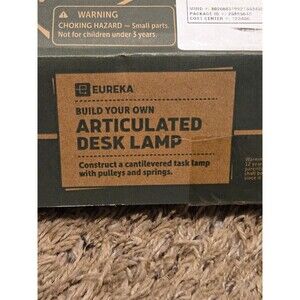 WARNING
CHOKING HAZARD — Small parts.
Not for children under 3 years.
EUREKA
BUILD YOUR OWN
ARTICULATED
DESK LAMP
Construct a cantilevered task lamp
with pulleys and springs.